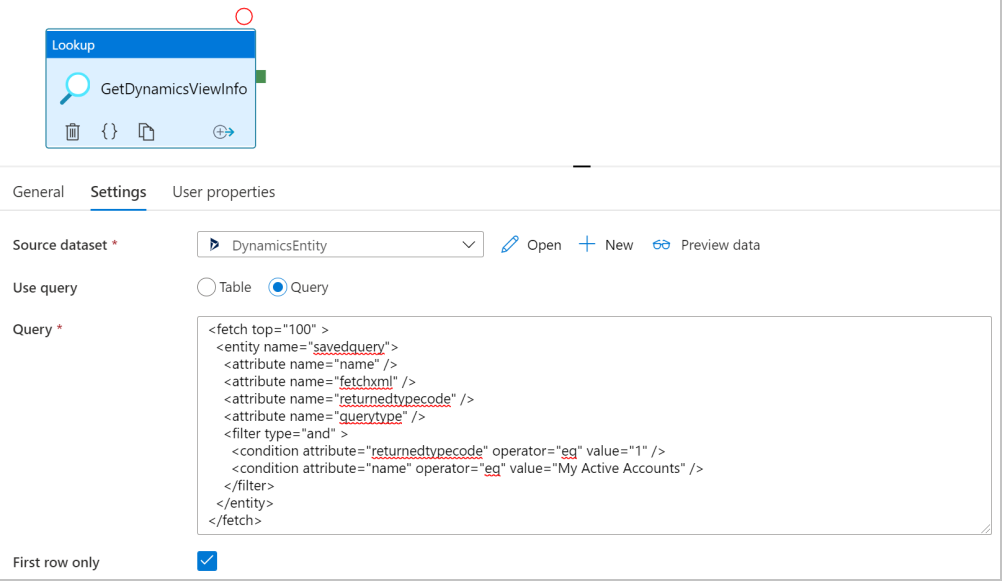 Lookup
GetDynamicsViewInfo
{}
General Settings User properties
Source dataset * DynamicsEntity Open New Preview data
Use query Table Query
Query *
<fetch top="100" >
<entity name="savedquery">
<attribute name="name" />
<attribute name="fetchxml" />
<attribute name="returnedtypecode" />
<attribute name="querytype" />
<filter type="and" >
<condition attribute="returnedtypecode" operator="eq" value="1" />
<condition attribute="name" operator="eq" value="My Active Accounts" />
</filter>
</entity>
</fetch>
First row only